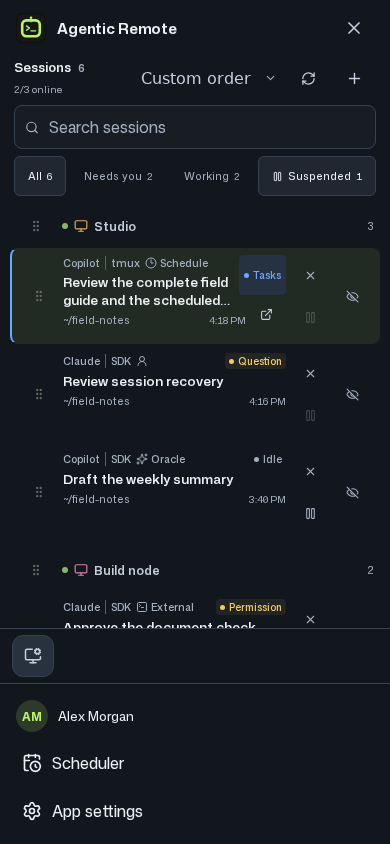 Agentic Remote
Sessions 6
2/3 online
Custom order
Search sessions
All 6
Needs you 2
Working 2
Suspended 1
Studio
3
Copilot tmux Schedule
Tasks
Review the complete field
guide and the scheduled...
~/field-notes
4:18 PM
Claude SDK
Question
Review session recovery
~/field-notes
4:16 PM
Copilot SDK Oracle
Idle
Draft the weekly summary
~/field-notes
3:40 PM
Build node
2
Claude SDK External
Permission
Approve the document check
AM
Alex Morgan
Scheduler
App settings